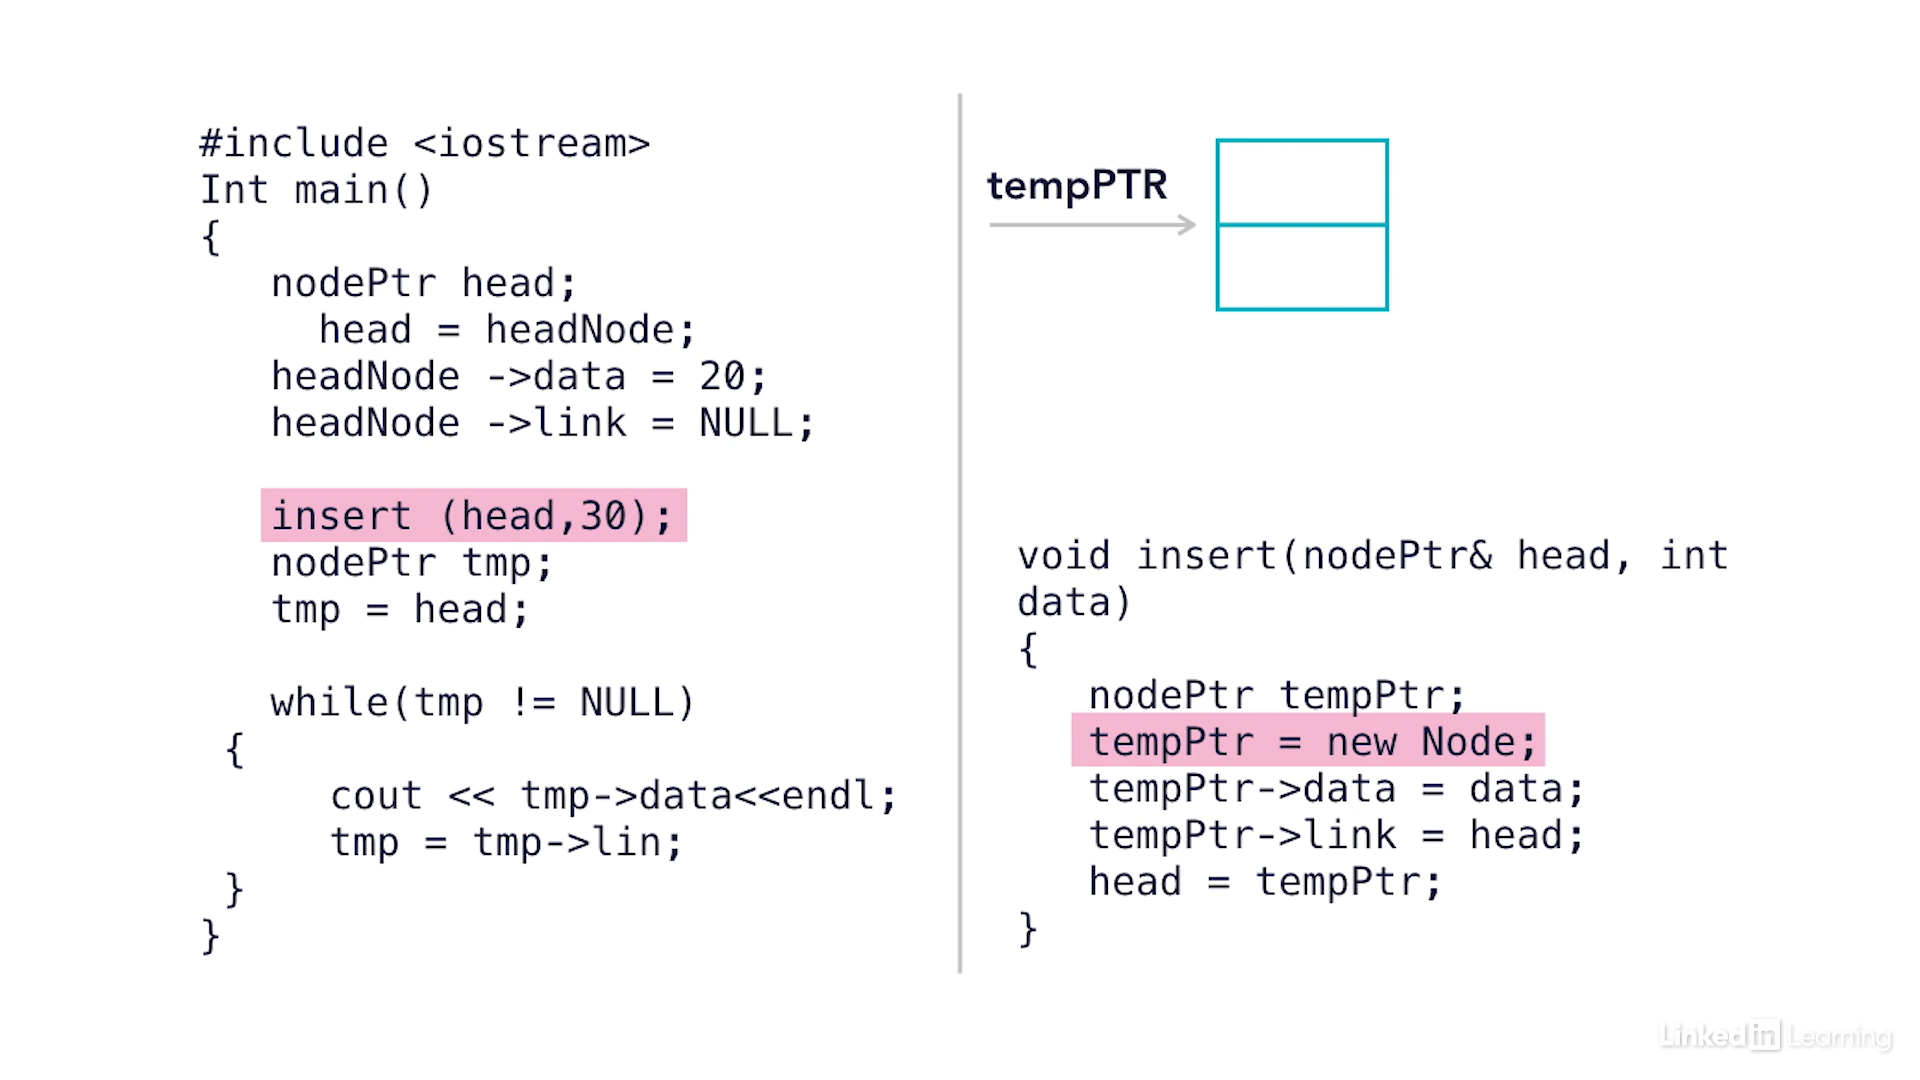 #include <iostream>
Int main()
{
nodePtr head;
head = headNode;
headNode ->data = 20;
headNode ->link = NULL;
insert (head,30);
nodePtr tmp;
tmp = head;
while(tmp != NULL)
{
cout << tmp->data<<endl;
tmp = tmp->lin;
}
}
tempPTR
void insert(nodePtr& head, int
data)
{
nodePtr tempPtr;
tempPtr = new Node;
tempPtr->data = data;
tempPtr->link = head;
head = tempPtr;
}
Linked in Learning